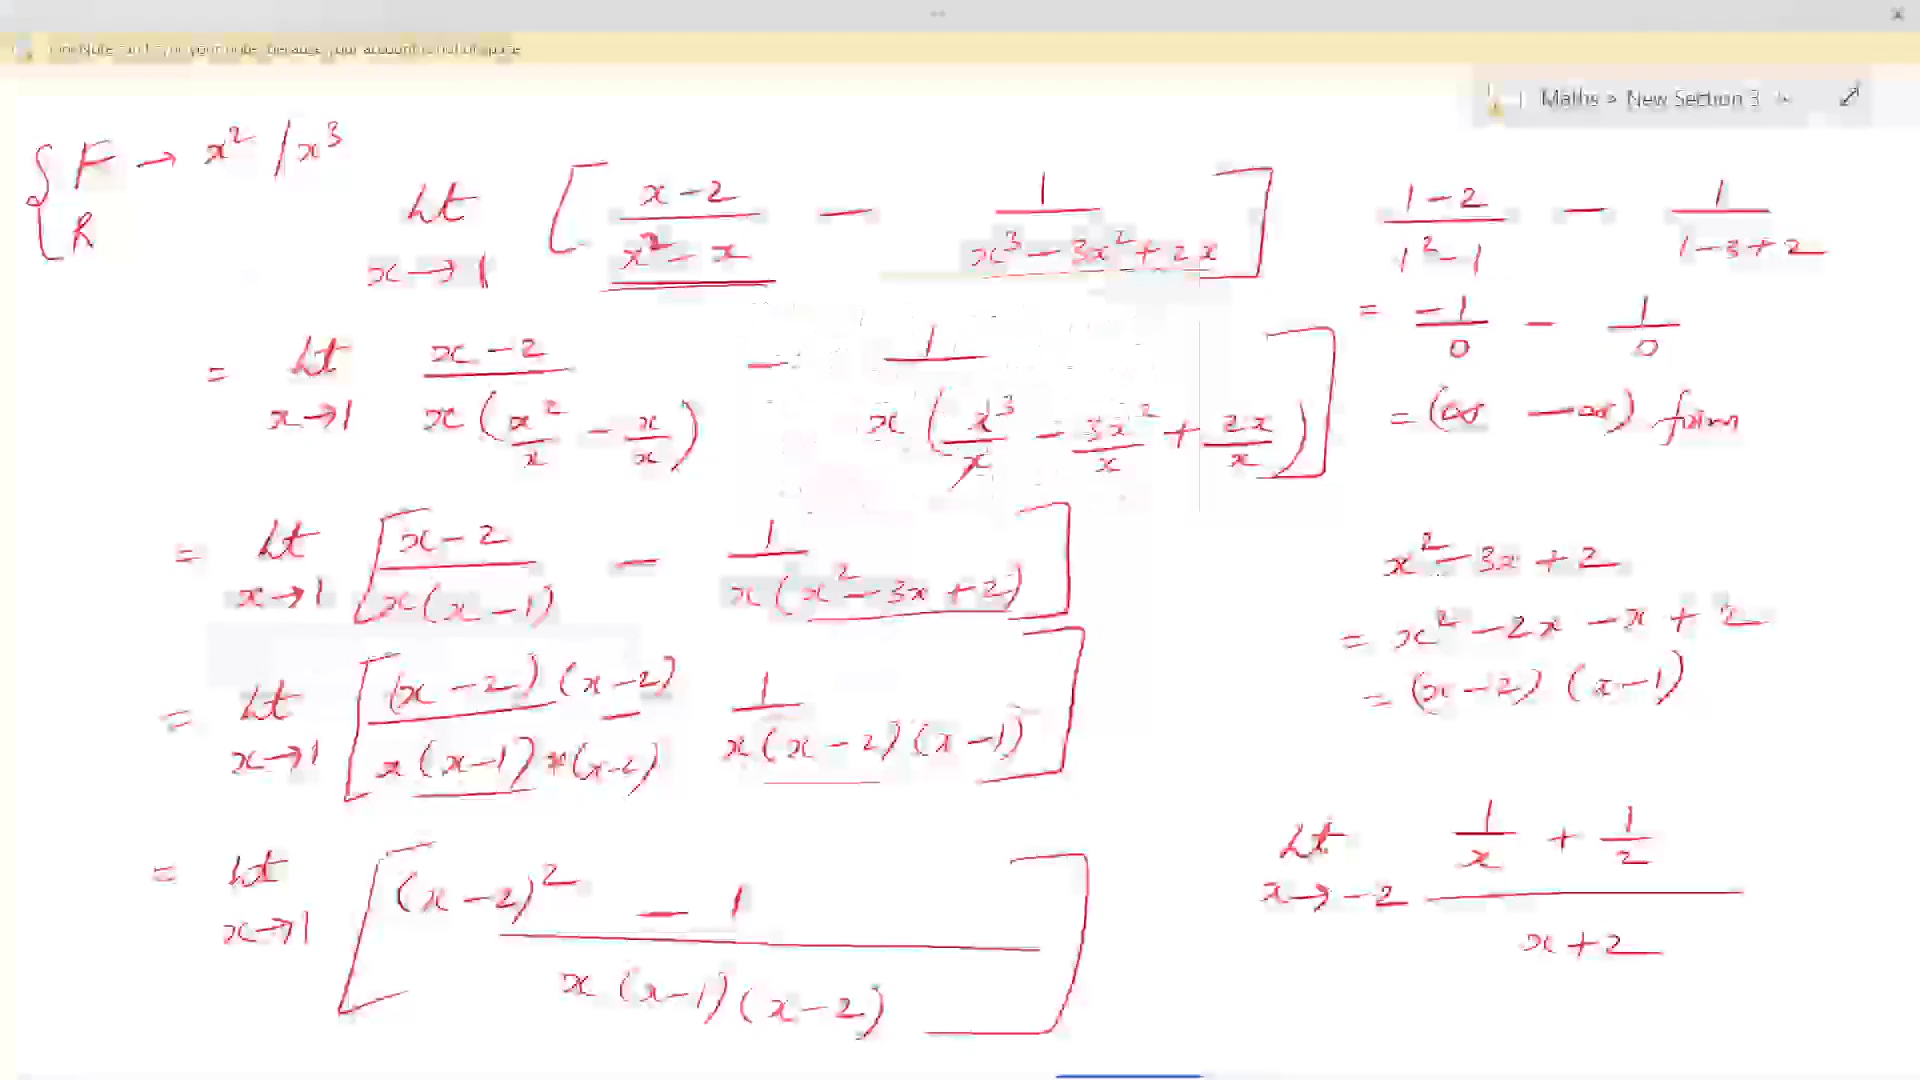 Maths > New Section 3
F → x² / x³
R
Lt x→1 [ (x-2)/(x²-x) - 1/(x³-3x²+2x) ]
= Lt x→1 (x-2)/(x(x²/x - x/x)) - 1/(x(x³/x - 3x²/x + 2x/x)) ]
= Lt x→1 [ (x-2)/(x(x-1)) - 1/(x(x²-3x+2)) ]
= Lt x→1 [ (x-2)(x-2)/(x(x-1)×(x-2)) - 1/(x(x-2)(x-1)) ]
= Lt x→1 [ ((x-2)² - 1)/(x(x-1)(x-2)) ]
(1-2)/(1²-1) - 1/(1-3+2)
= -1/0 - 1/0
= (∞ - ∞) form
x²-3x+2
= x²-2x-x+2
= (x-2)(x-1)
Lt x→-2 (1/x + 1/2)/(x+2)